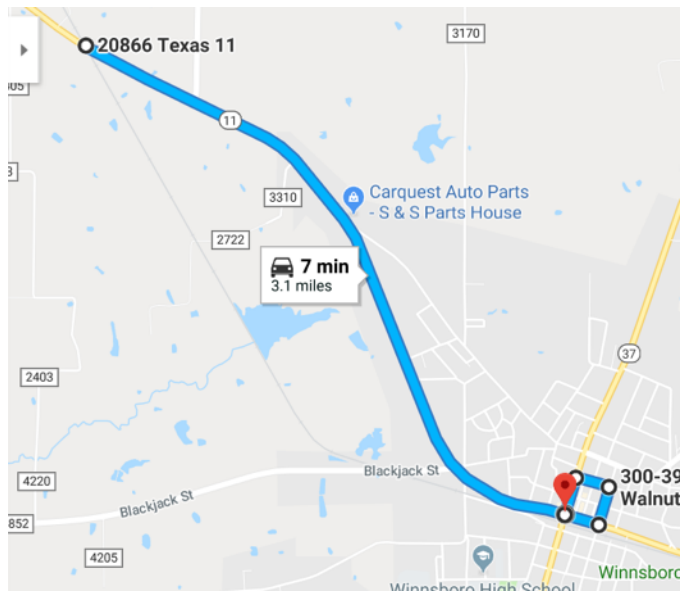 3170
20866 Texas 11
11
3310
Carquest Auto Parts
- S & S Parts House
2722
7 min
3.1 miles
37
2403
Blackjack St
4220
300-39
Walnut
Blackjack St
852
4205
Winnsboro
Winnsboro High School